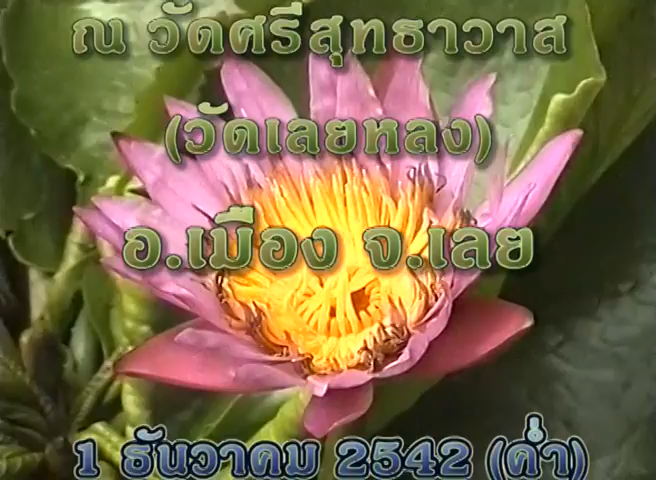 ณ วัดศรีสุทธาวาส
(วัดเลยหลง)
อ.เมือง จ.เลย
1 ธันวาคม 2542 (ค่ำ)